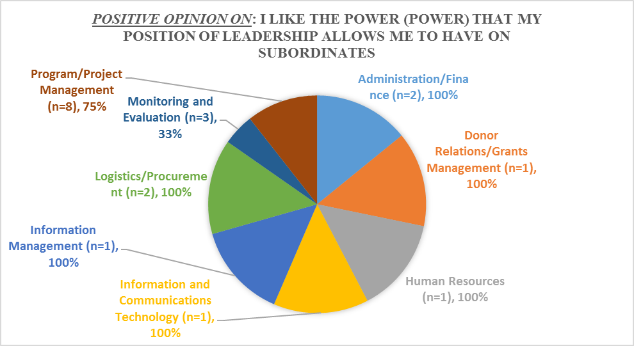 POSITIVE OPINION ON: I LIKE THE POWER (POWER) THAT MY
POSITION OF LEADERSHIP ALLOWS ME TO HAVE ON
SUBORDINATES
Administration/Fina
nce (n=2), 100%
Donor
Relations/Grants
Management (n=1),
100%
Human Resources
(n=1), 100%
Information and
Communications
Technology (n=1),
100%
Information
Management (n=1),
100%
Logistics/Procureme
nt (n=2), 100%
Monitoring and
Evaluation (n=3),
33%
Program/Project
Management
(n=8), 75%